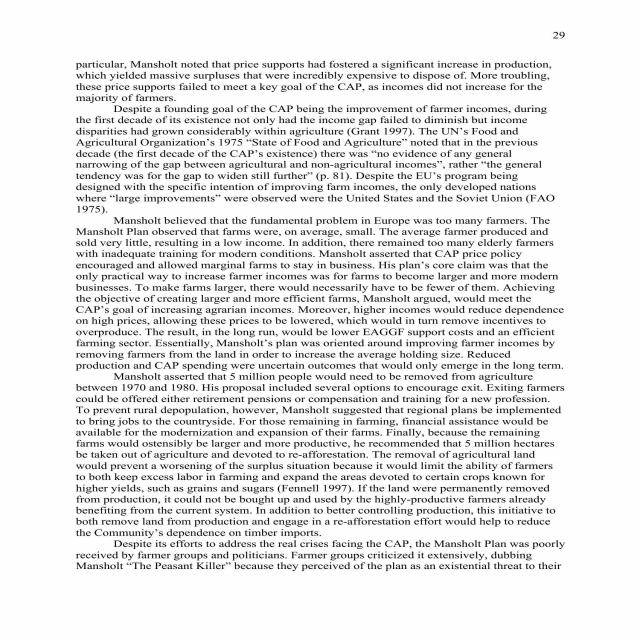 29
particular, Mansholt noted that price supports had fostered a significant increase in production,
which yielded massive surpluses that were incredibly expensive to dispose of. More troubling,
these price supports failed to meet a key goal of the CAP, as incomes did not increase for the
majority of farmers.
Despite a founding goal of the CAP being the improvement of farmer incomes, during
the first decade of its existence not only had the income gap failed to diminish but income
disparities had grown considerably within agriculture (Grant 1997). The UN’s Food and
Agricultural Organization’s 1975 “State of Food and Agriculture” noted that in the previous
decade (the first decade of the CAP’s existence) there was “no evidence of any general
narrowing of the gap between agricultural and non-agricultural incomes”, rather “the general
tendency was for the gap to widen still further” (p. 81). Despite the EU’s program being
designed with the specific intention of improving farm incomes, the only developed nations
where “large improvements” were observed were the United States and the Soviet Union (FAO
1975).
Mansholt believed that the fundamental problem in Europe was too many farmers. The
Mansholt Plan observed that farms were, on average, small. The average farmer produced and
sold very little, resulting in a low income. In addition, there remained too many elderly farmers
with inadequate training for modern conditions. Mansholt asserted that CAP price policy
encouraged and allowed marginal farms to stay in business. His plan’s core claim was that the
only practical way to increase farmer incomes was for farms to become larger and more modern
businesses. To make farms larger, there would necessarily have to be fewer of them. Achieving
the objective of creating larger and more efficient farms, Mansholt argued, would meet the
CAP’s goal of increasing agrarian incomes. Moreover, higher incomes would reduce dependence
on high prices, allowing these prices to be lowered, which would in turn remove incentives to
overproduce. The result, in the long run, would be lower EAGGF support costs and an efficient
farming sector. Essentially, Mansholt’s plan was oriented around improving farmer incomes by
removing farmers from the land in order to increase the average holding size. Reduced
production and CAP spending were uncertain outcomes that would only emerge in the long term.
Mansholt asserted that 5 million people would need to be removed from agriculture
between 1970 and 1980. His proposal included several options to encourage exit. Exiting farmers
could be offered either retirement pensions or compensation and training for a new profession.
To prevent rural depopulation, however, Mansholt suggested that regional plans be implemented
to bring jobs to the countryside. For those remaining in farming, financial assistance would be
available for the modernization and expansion of their farms. Finally, because the remaining
farms would ostensibly be larger and more productive, he recommended that 5 million hectares
be taken out of agriculture and devoted to re-afforestation. The removal of agricultural land
would prevent a worsening of the surplus situation because it would limit the ability of farmers
to both keep excess labor in farming and expand the areas devoted to certain crops known for
higher yields, such as grains and sugars (Fennell 1997). If the land were permanently removed
from production, it could not be bought up and used by the highly-productive farmers already
benefiting from the current system. In addition to better controlling production, this initiative to
both remove land from production and engage in a re-afforestation effort would help to reduce
the Community’s dependence on timber imports.
Despite its efforts to address the real crises facing the CAP, the Mansholt Plan was poorly
received by farmer groups and politicians. Farmer groups criticized it extensively, dubbing
Mansholt “The Peasant Killer” because they perceived of the plan as an existential threat to their